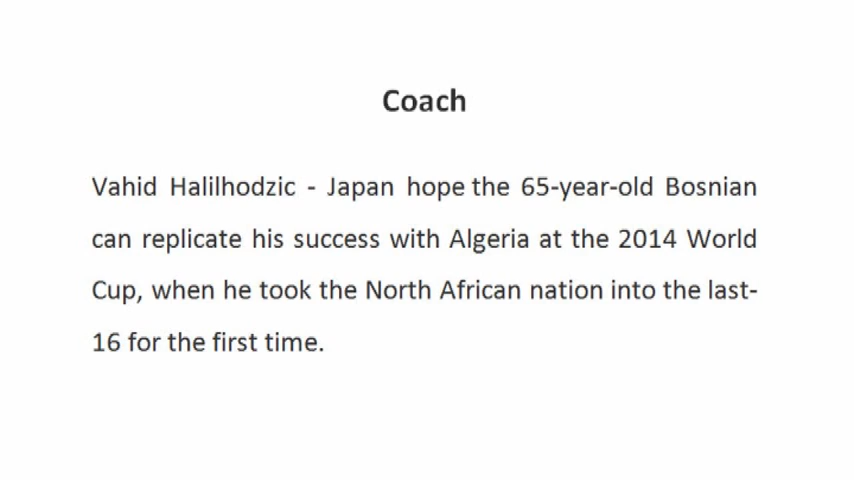 Coach
Vahid Halilhodzic - Japan hope the 65-year-old Bosnian
can replicate his success with Algeria at the 2014 World
Cup, when he took the North African nation into the last-
16 for the first time.